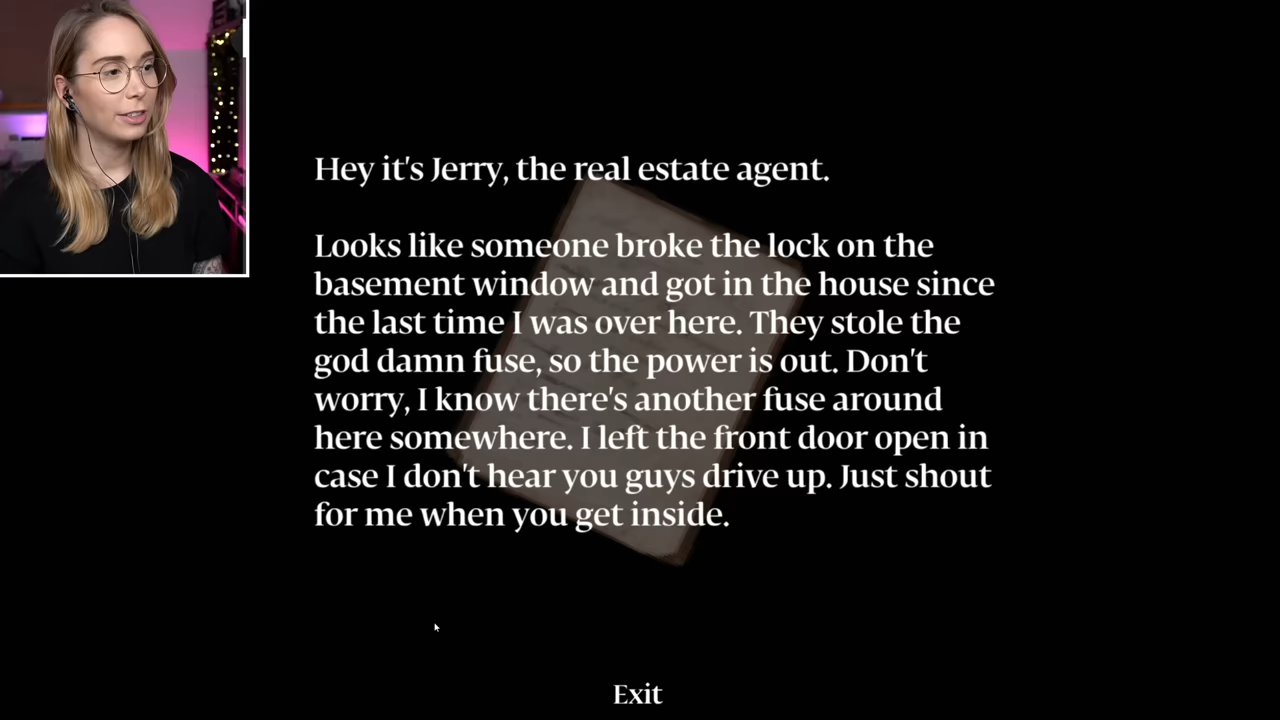 Hey it's Jerry, the real estate agent.
Looks like someone broke the lock on the
basement window and got in the house since
the last time I was over here. They stole the
god damn fuse, so the power is out. Don't
worry, I know there's another fuse around
here somewhere. I left the front door open in
case I don't hear you guys drive up. Just shout
for me when you get inside.
Exit